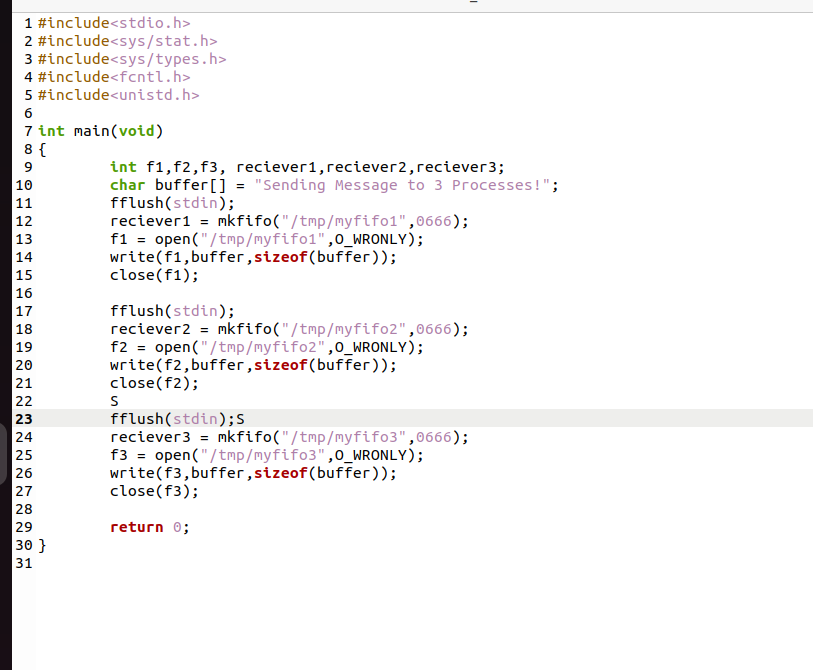 1 #include<stdio.h>
2 #include<sys/stat.h>
3 #include<sys/types.h>
4 #include<fcntl.h>
5 #include<unistd.h>
6
7 int main(void)
8 {
9 int f1,f2,f3, reciever1,reciever2,reciever3;
10 char buffer[] = "Sending Message to 3 Processes!";
11 fflush(stdin);
12 reciever1 = mkfifo("/tmp/myfifo1",0666);
13 f1 = open("/tmp/myfifo1",O_WRONLY);
14 write(f1,buffer,sizeof(buffer));
15 close(f1);
16
17 fflush(stdin);
18 reciever2 = mkfifo("/tmp/myfifo2",0666);
19 f2 = open("/tmp/myfifo2",O_WRONLY);
20 write(f2,buffer,sizeof(buffer));
21 close(f2);
22 S
23 fflush(stdin);S
24 reciever3 = mkfifo("/tmp/myfifo3",0666);
25 f3 = open("/tmp/myfifo3",O_WRONLY);
26 write(f3,buffer,sizeof(buffer));
27 close(f3);
28
29 return 0;
30 }
31